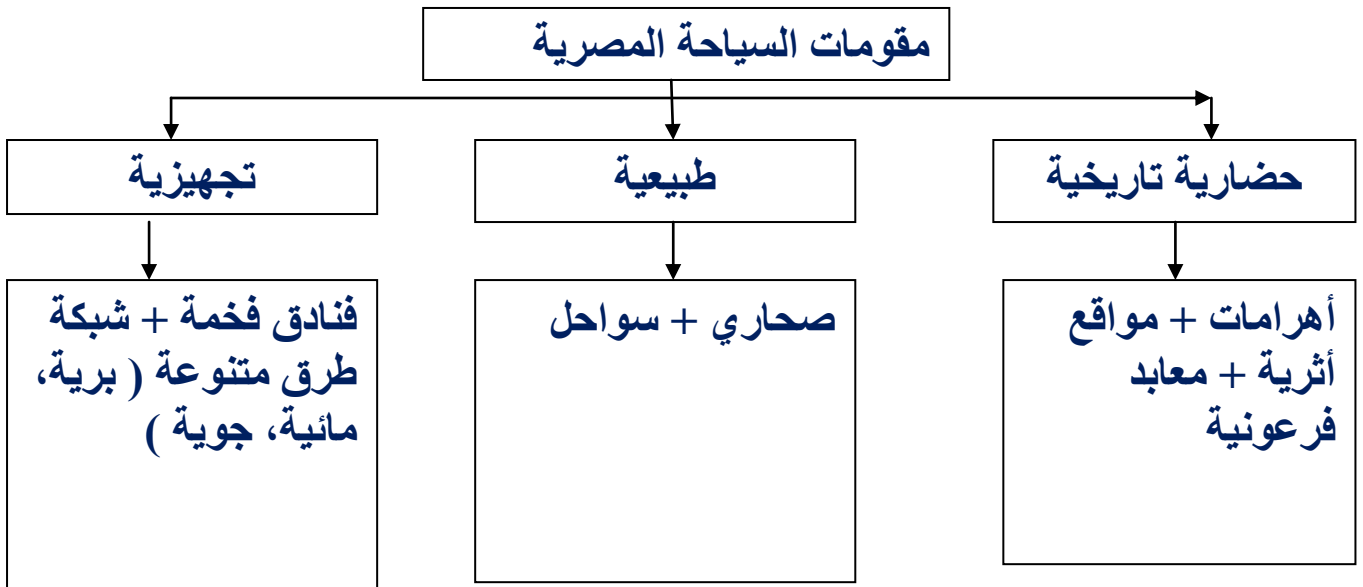 مقومات السياحة المصرية
حضارية تاريخية
طبيعية
تجهيزية
أهرامات + مواقع
أثرية + معابد
فرعونية
صحاري + سواحل
فنادق فخمة + شبكة
طرق متنوعة ( برية،
مائية، جوية )